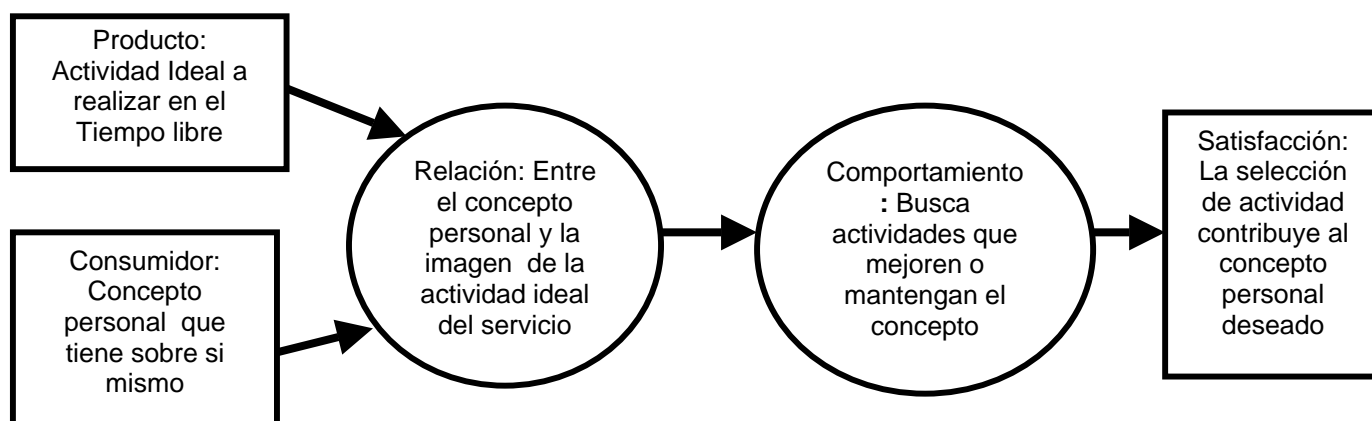 Producto:
Actividad Ideal a
realizar en el
Tiempo libre
Consumidor:
Concepto
personal que
tiene sobre si
mismo
Relación: Entre
el concepto
personal y la
imagen de la
actividad ideal
del servicio
Comportamiento
: Busca
actividades que
mejoren o
mantengan el
concepto
Satisfacción:
La selección
de actividad
contribuye al
concepto
personal
deseado